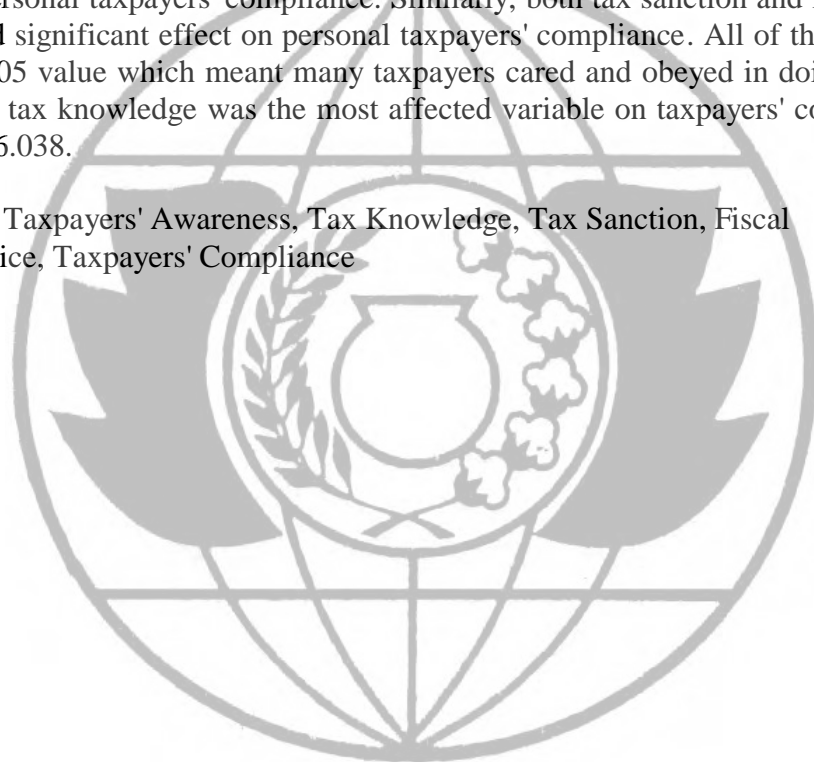 ersonal taxpayers' compliance. Similarly, both tax sanction and
d significant effect on personal taxpayers' compliance. All of th
05 value which meant many taxpayers cared and obeyed in doi
tax knowledge was the most affected variable on taxpayers' co
6.038.
Taxpayers' Awareness, Tax Knowledge, Tax Sanction, Fiscal
ice, Taxpayers' Compliance